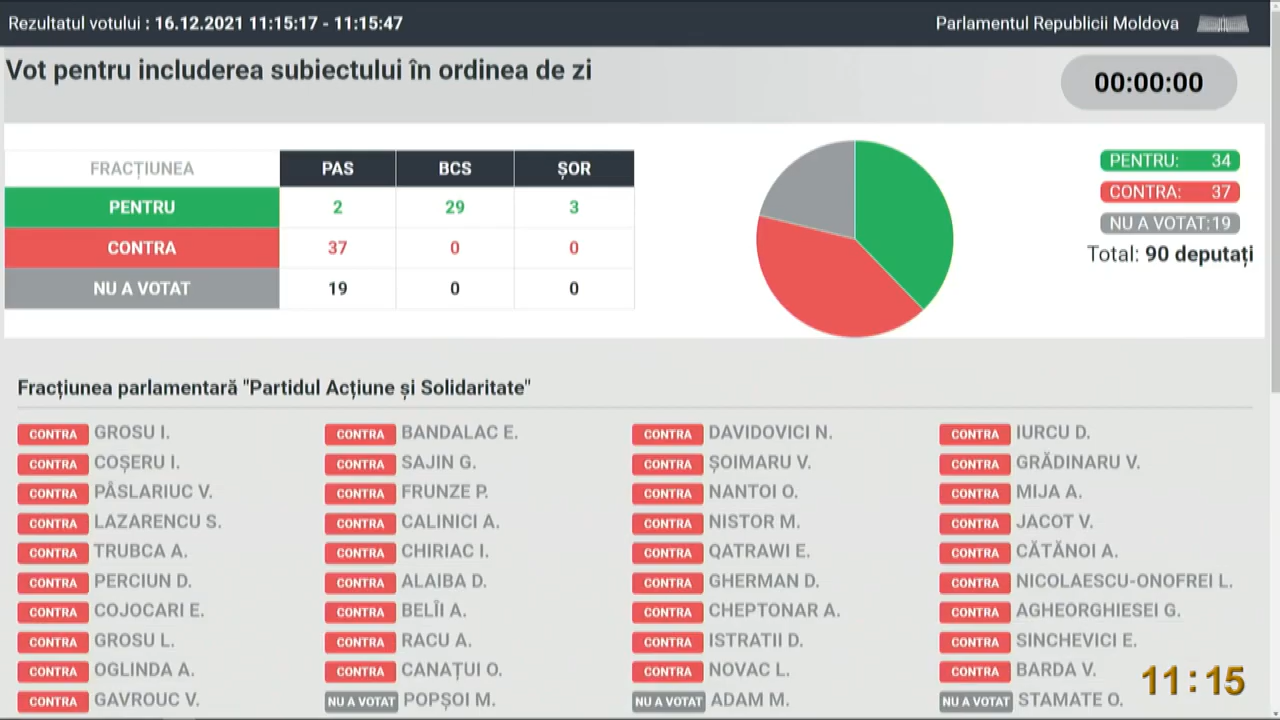 Rezultatul votului : 16.12.2021 11:15:17 - 11:15:47
Parlamentul Republicii Moldova
Vot pentru includerea subiectului în ordinea de zi
00:00:00
FRACȚIUNEA PAS BCS ȘOR
PENTRU 2 29 3
CONTRA 37 0 0
NU A VOTAT 19 0 0
PENTRU: 34
CONTRA: 37
NU A VOTAT: 19
Total: 90 deputați
Fracțiunea parlamentară "Partidul Acțiune și Solidaritate"
CONTRA GROSU I. CONTRA BANDALAC E. CONTRA DAVIDOVICI N. CONTRA IURCU D.
CONTRA COȘERU I. CONTRA SAJIN G. CONTRA ȘOIMARU V. CONTRA GRĂDINARU V.
CONTRA PÂSLARIUC V. CONTRA FRUNZE P. CONTRA NANTOI O. CONTRA MIJA A.
CONTRA LAZARENCU S. CONTRA CALINICI A. CONTRA NISTOR M. CONTRA JACOT V.
CONTRA TRUBCA A. CONTRA CHIRIAC I. CONTRA QATRAWI E. CONTRA CĂTĂNOI A.
CONTRA PERCIUN D. CONTRA ALAIBA D. CONTRA GHERMAN D. CONTRA NICOLAESCU-ONOFREI L.
CONTRA COJOCARI E. CONTRA BELÎI A. CONTRA CHEPTONAR A. CONTRA AGHEORGHIESEI G.
CONTRA GROSU L. CONTRA RACU A. CONTRA ISTRATII D. CONTRA SINCHEVICI E.
CONTRA OGLINDA A. CONTRA CANAȚUI O. CONTRA NOVAC L. CONTRA BARDA V.
CONTRA GAVROUC V. NU A VOTAT POPȘOI M. NU A VOTAT ADAM M. NU A VOTAT STAMATE O.
11:15